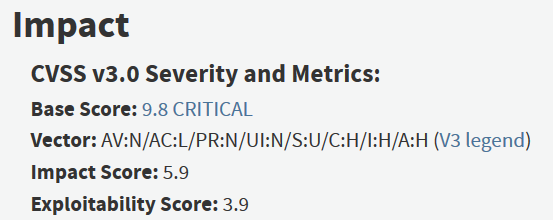 Impact
CVSS v3.0 Severity and Metrics:
Base Score: 9.8 CRITICAL
Vector: AV:N/AC:L/PR:N/UI:N/S:U/C:H/I:H/A:H (V3 legend)
Impact Score: 5.9
Exploitability Score: 3.9